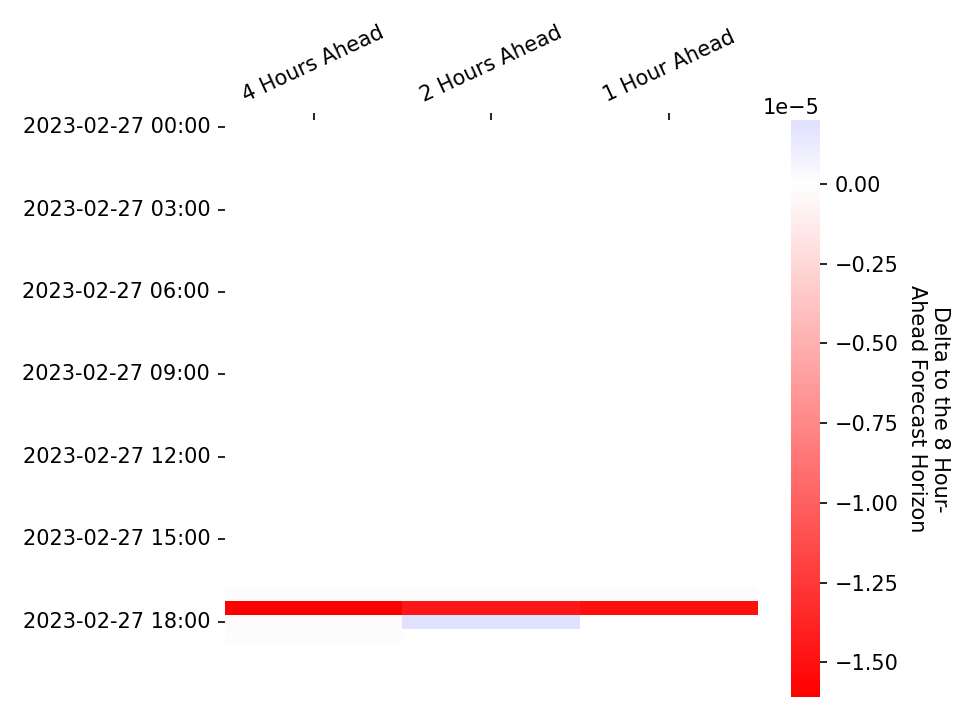 4 Hours Ahead
2 Hours Ahead
1 Hour Ahead
1e−5
2023-02-27 00:00
2023-02-27 03:00
2023-02-27 06:00
2023-02-27 09:00
2023-02-27 12:00
2023-02-27 15:00
2023-02-27 18:00
0.00
−0.25
−0.50
−0.75
−1.00
−1.25
−1.50
Delta to the 8 Hour-
Ahead Forecast Horizon